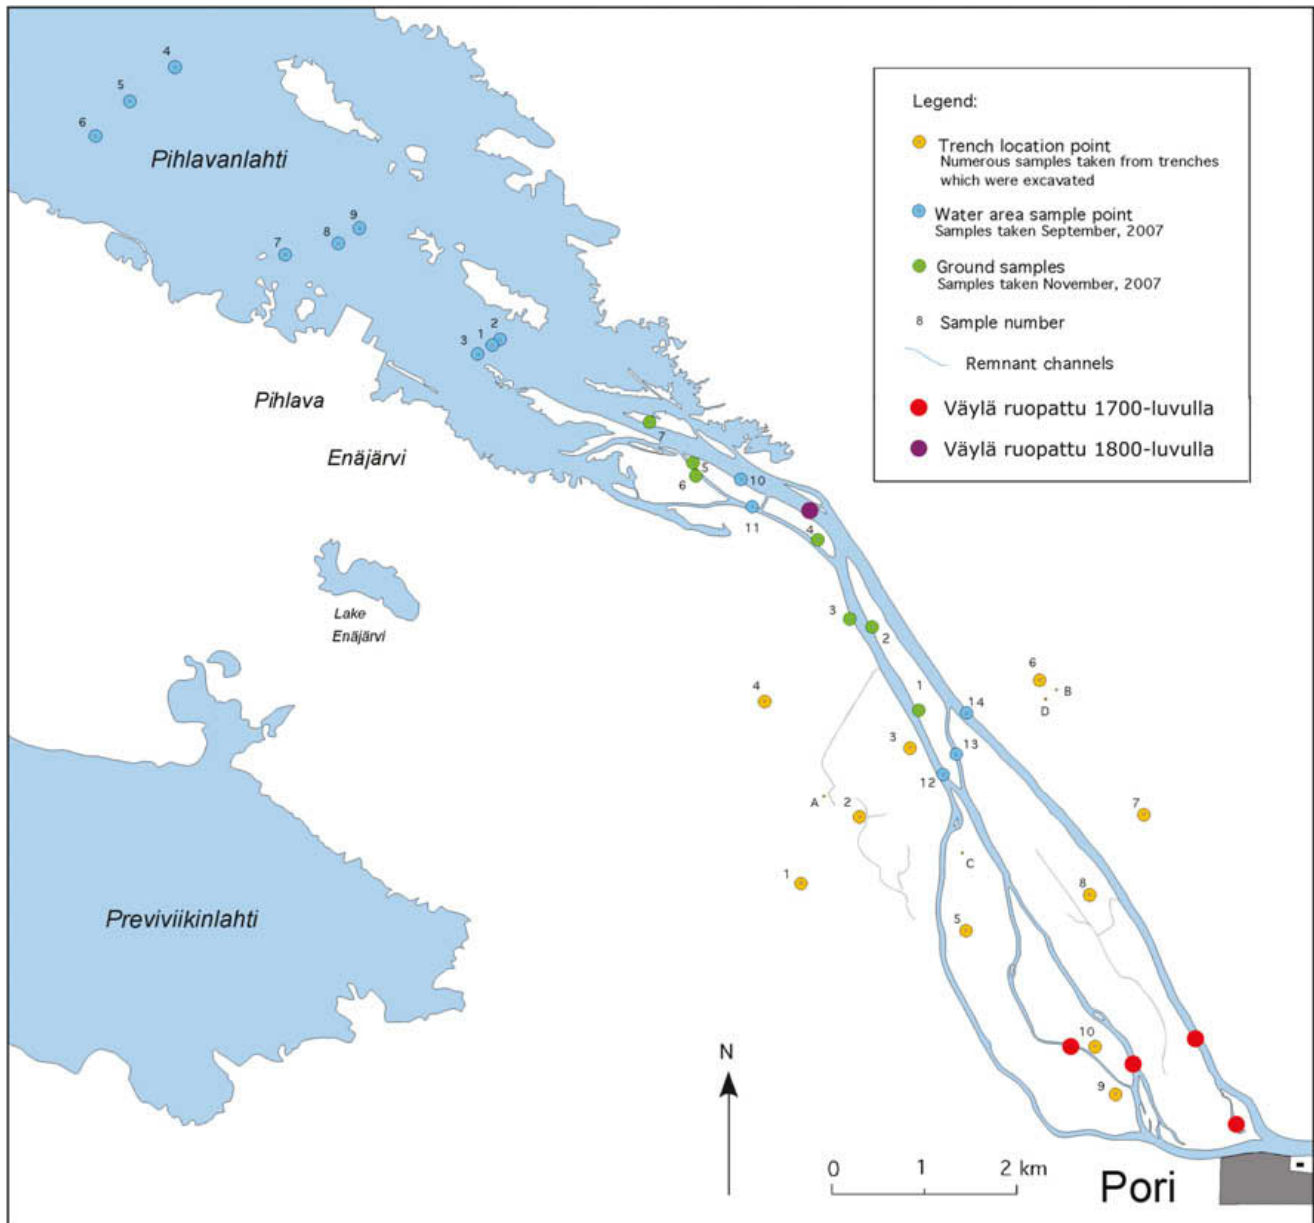 4
5
6
Pihlavanlahti
9
8
7
2
1
3
Pihlava
Enäjärvi
Lake
Enäjärvi
Previviikinlahti
Legend:
Trench location point
Numerous samples taken from trenches
which were excavated
Water area sample point
Samples taken September, 2007
Ground samples
Samples taken November, 2007
8 Sample number
Remnant channels
Väylä ruopattu 1700-luvulla
Väylä ruopattu 1800-luvulla
7
5
6
10
11
4
3
2
6
B
D
4
1
14
3
13
12
A
2
7
C
1
8
5
10
9
N
0 1 2 km
Pori